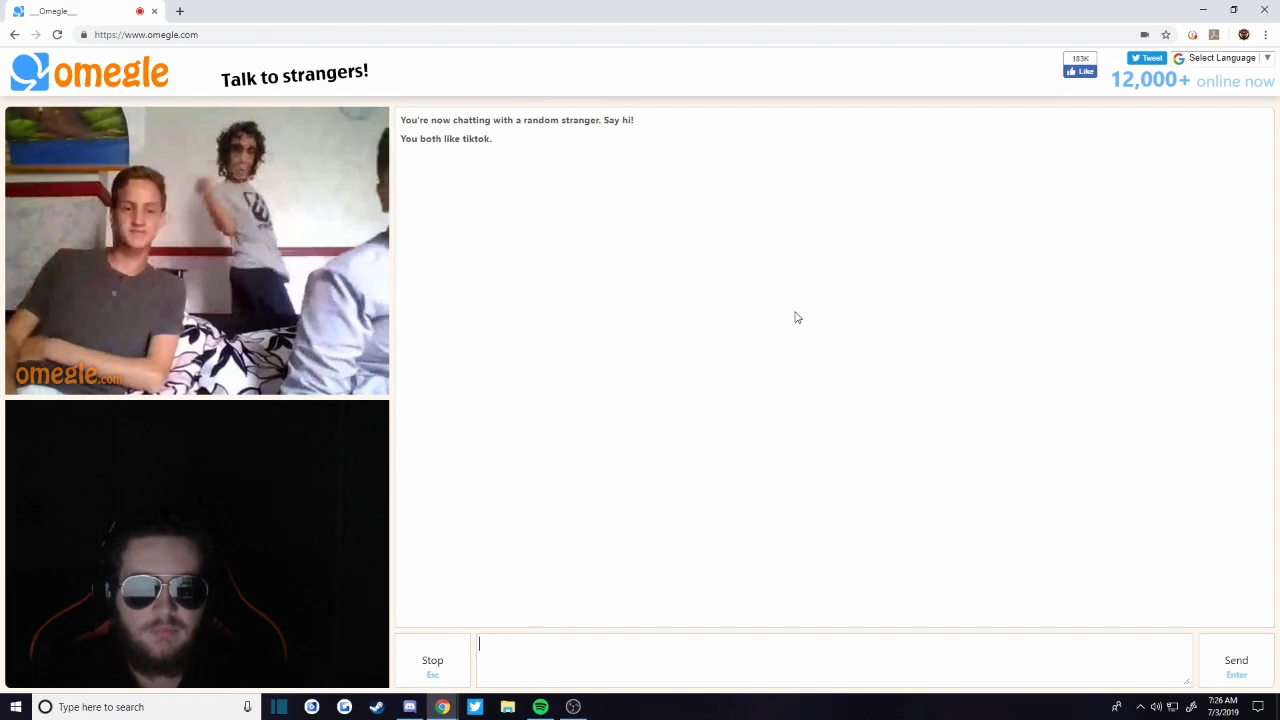 __Omegle__
https://www.omegle.com
omegle
Talk to strangers!
183K
Like
Tweet
Select Language
12,000+ online now
You're now chatting with a random stranger. Say hi!
You both like tiktok.
omegle.com
Stop
Esc
Send
Enter
Type here to search
7:26 AM
7/3/2019